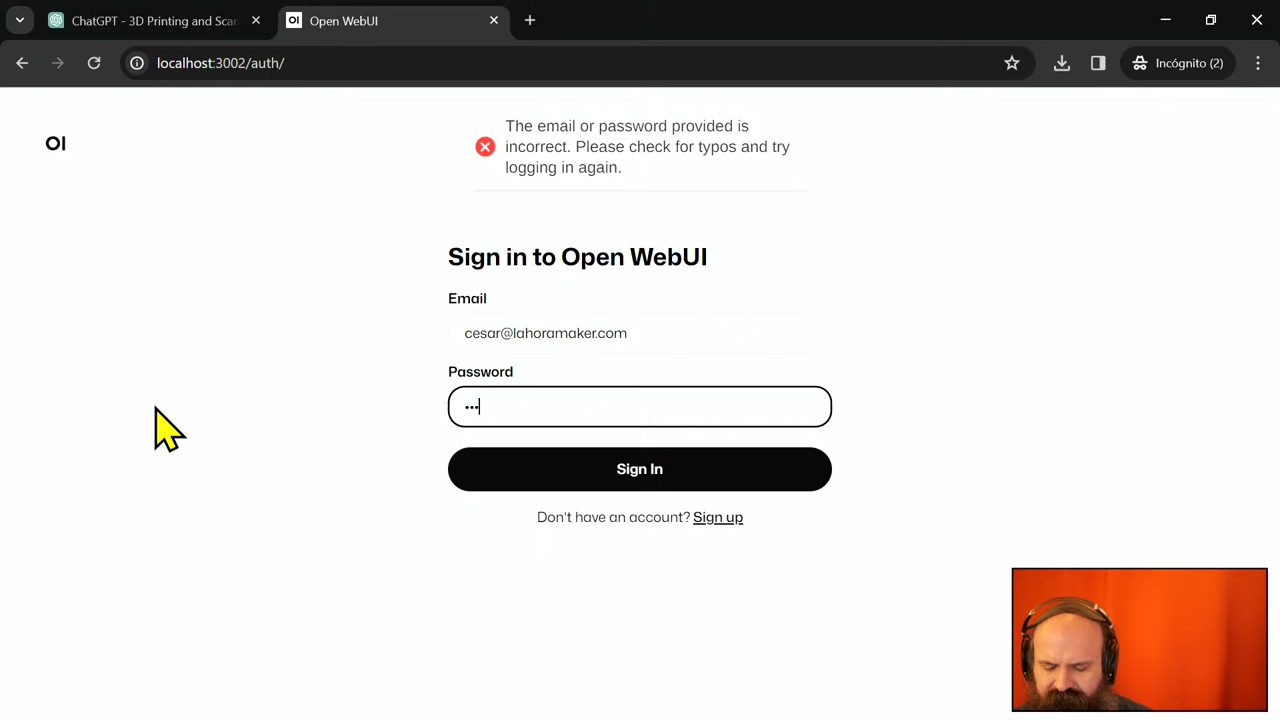 ChatGPT - 3D Printing and Scan
OI Open WebUI
localhost:3002/auth/
Incógnito (2)
OI
The email or password provided is
incorrect. Please check for typos and try
logging in again.
Sign in to Open WebUI
Email
cesar@lahoramaker.com
Password
•••
Sign In
Don't have an account? Sign up